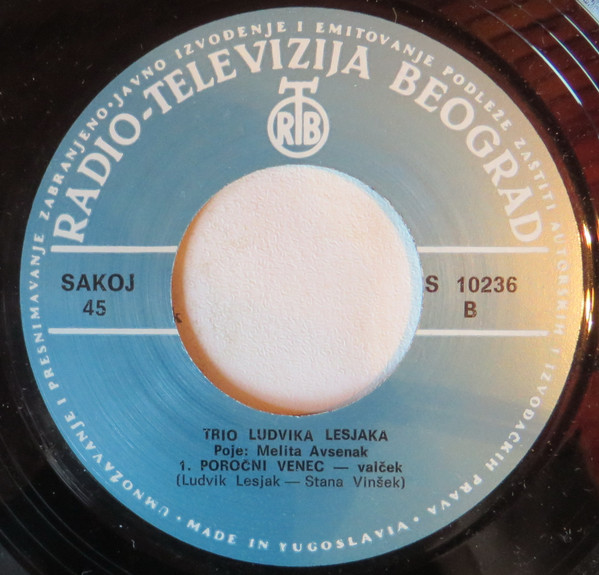 UMNOŽAVANJE I PRESNIMAVANJE ZABRANJENO • JAVNO IZVOĐENJE I EMITOVANJE PODLEŽE ZAŠTITI AUTORSKIH I IZVOĐAČKIH PRAVA • MADE IN YUGOSLAVIA •
RADIO-TELEVIZIJA BEOGRAD
RTB
SAKOJ
45
S 10236
B
TRIO LUDVIKA LESJAKA
Poje: Melita Avsenak
1. POROČNI VENEC — valček
(Ludvik Lesjak — Stana Vinšek)